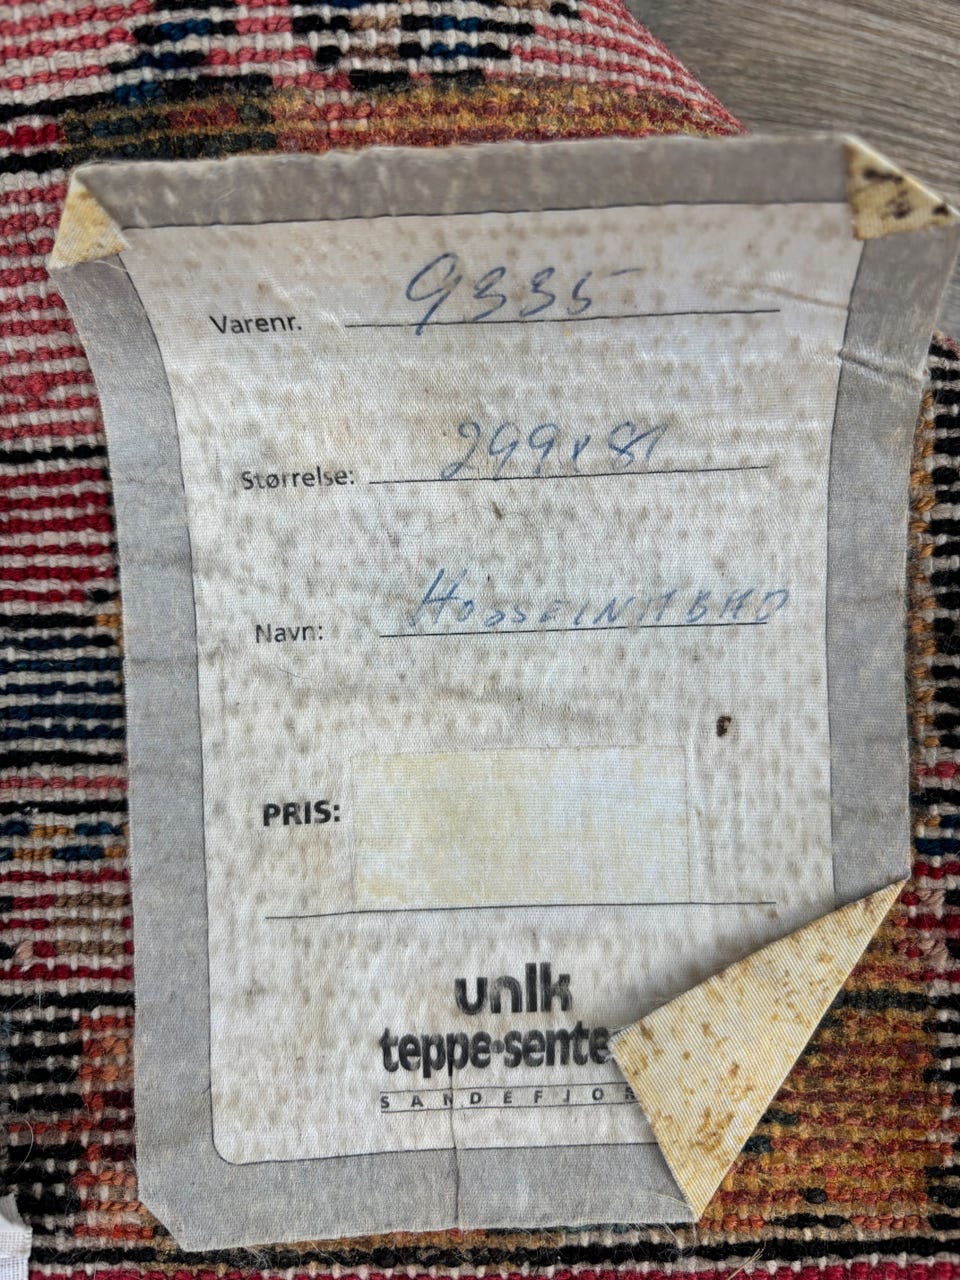 Varenr. 9335
Størrelse: 299x81
Navn: HOSSEINABAD
PRIS:
unik
teppe·sente
SANDEFJOR